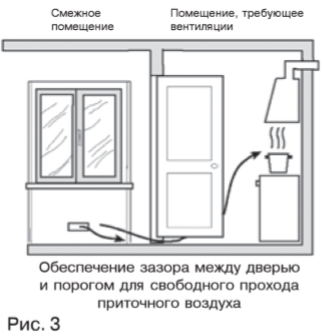 Смежное
помещение
Помещение, требующее
вентиляции
Обеспечение зазора между дверью
и порогом для свободного прохода
приточного воздуха
Рис. 3